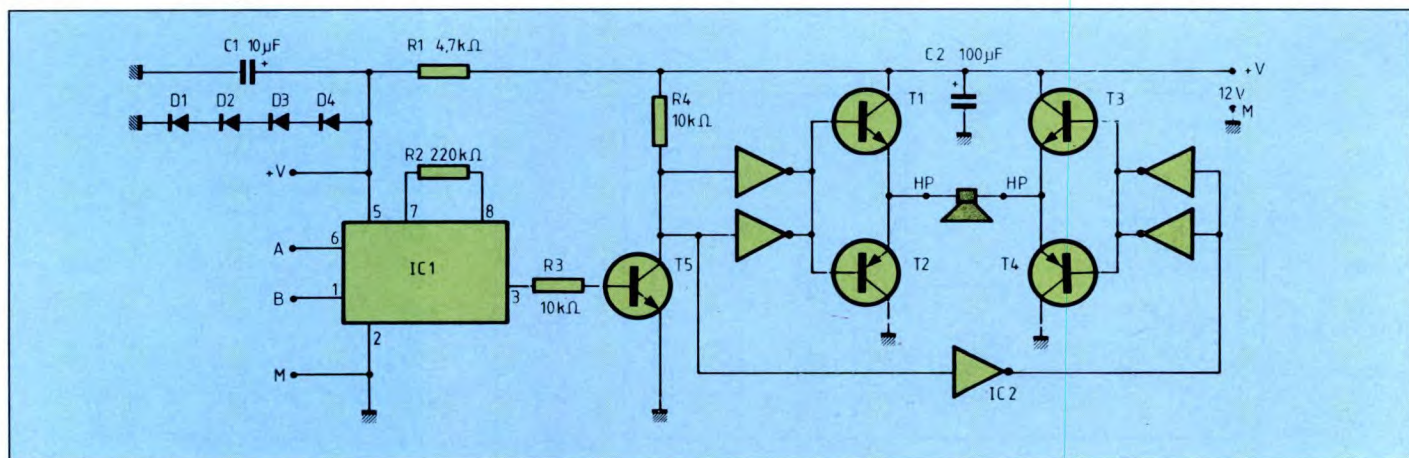 C1 10µF
R1 4,7kΩ
C2 100µF
+
+
+V
12V
M
D1 D2 D3 D4
R4
10kΩ
T1
T3
R2 220kΩ
+V
HP HP
5 7 8
A 6
IC1
R3
10kΩ
T5
T2
T4
B 1
3
2
M
IC2